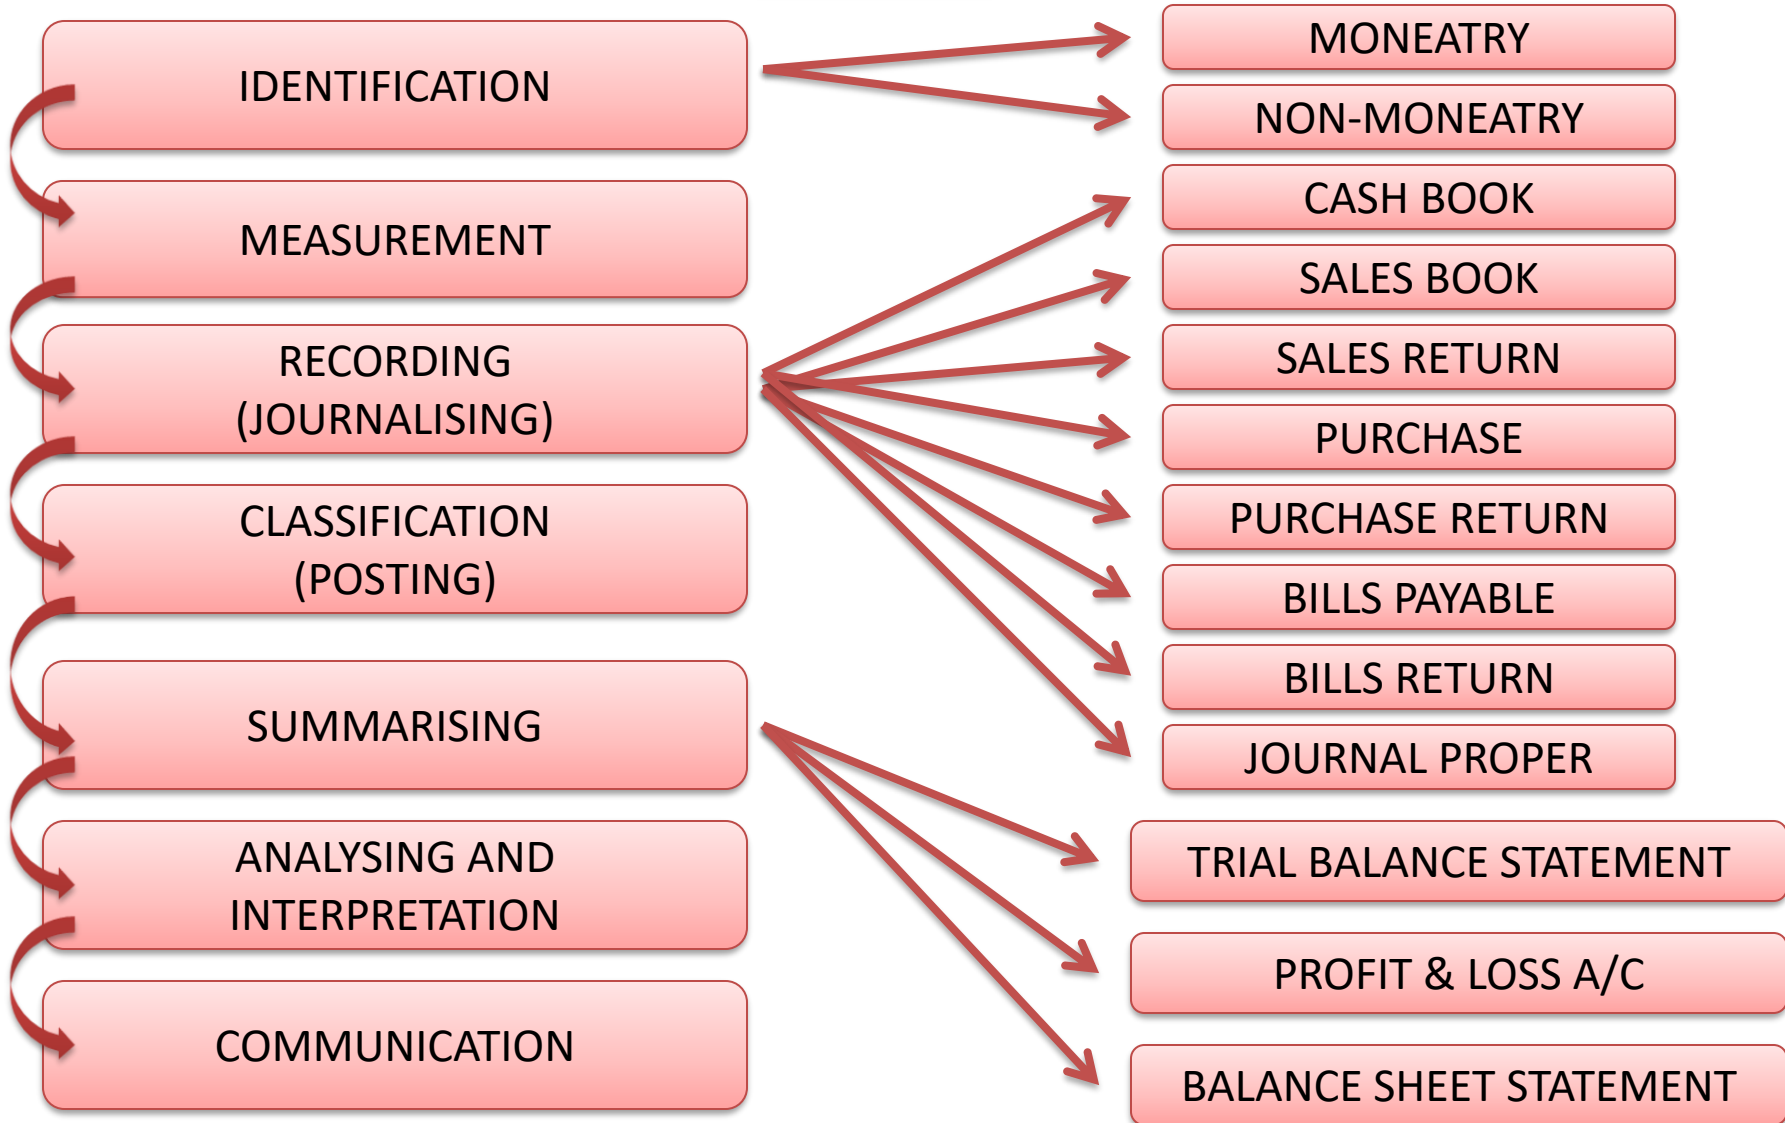 IDENTIFICATION
MEASUREMENT
RECORDING
(JOURNALISING)
CLASSIFICATION
(POSTING)
SUMMARISING
ANALYSING AND
INTERPRETATION
COMMUNICATION
MONEATRY
NON-MONEATRY
CASH BOOK
SALES BOOK
SALES RETURN
PURCHASE
PURCHASE RETURN
BILLS PAYABLE
BILLS RETURN
JOURNAL PROPER
TRIAL BALANCE STATEMENT
PROFIT & LOSS A/C
BALANCE SHEET STATEMENT